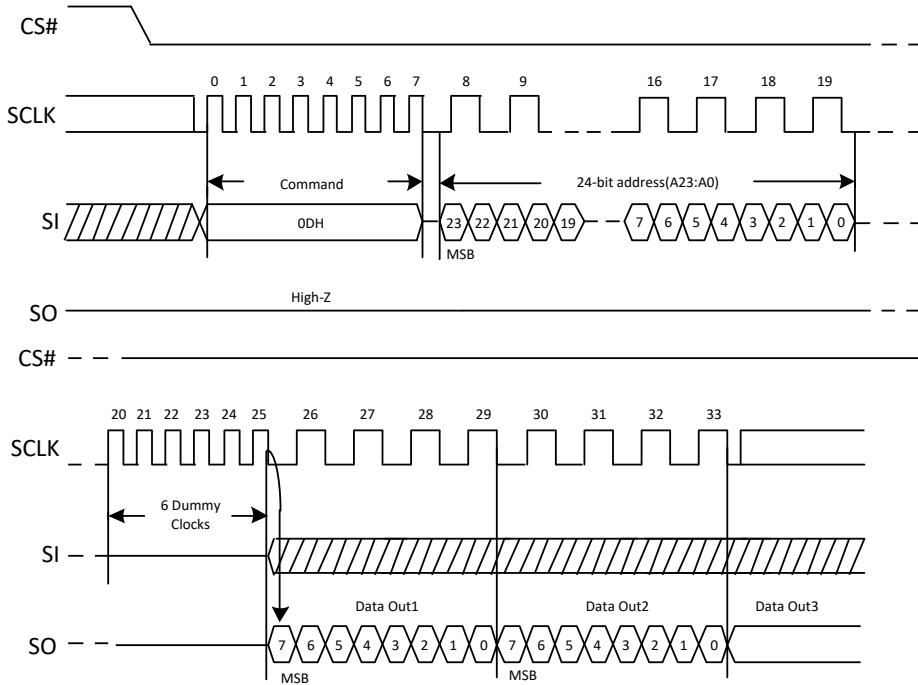 CS#
0 1 2 3 4 5 6 7 8 9 16 17 18 19
SCLK
Command 24-bit address(A23:A0)
SI 0DH 23 22 21 20 19 7 6 5 4 3 2 1 0
MSB
High-Z
SO
CS#
20 21 22 23 24 25 26 27 28 29 30 31 32 33
SCLK
6 Dummy
Clocks
SI
Data Out1 Data Out2 Data Out3
SO 7 6 5 4 3 2 1 0 7 6 5 4 3 2 1 0
MSB MSB